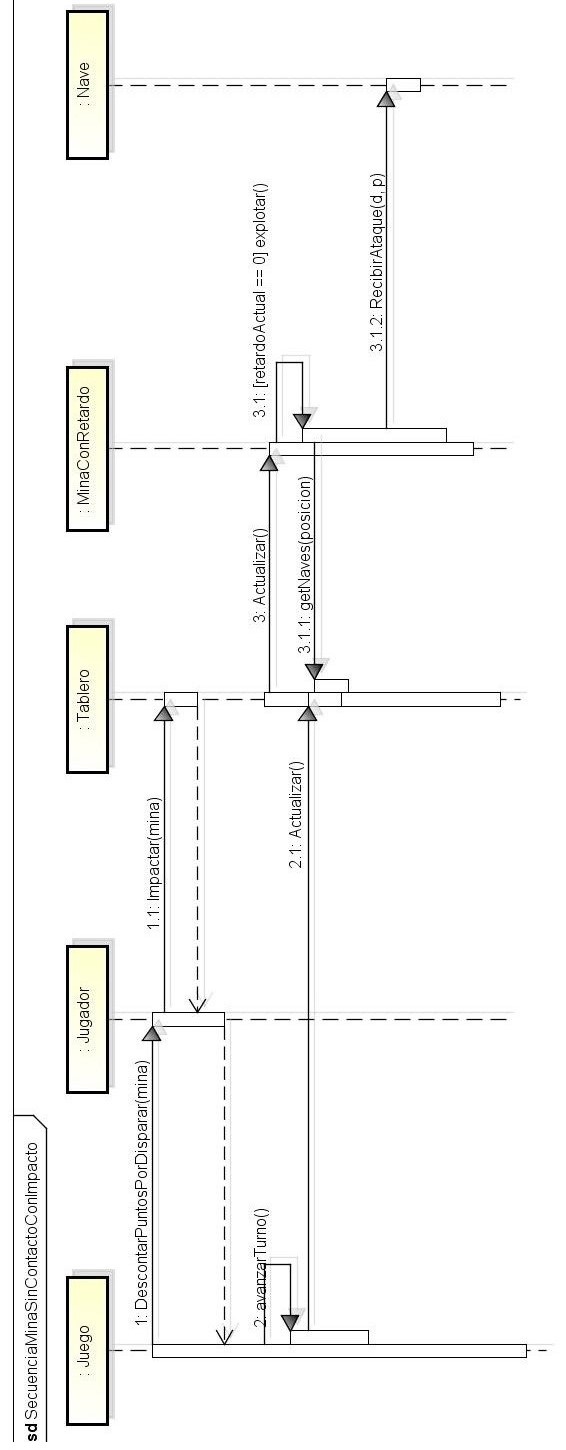 sd SecuenciaMinaSinContactoConImpacto
: Juego
: Jugador
: Tablero
: MinaConRetardo
: Nave
1: DescontarPuntosPorDisparar(mina)
1.1: Impactar(mina)
2: avanzarTurno()
3: Actualizar()
3.1: [retardoActual == 0] explotar()
2.1: Actualizar()
3.1.1: getNaves(posicion)
3.1.2: RecibirAtaque(d, p)